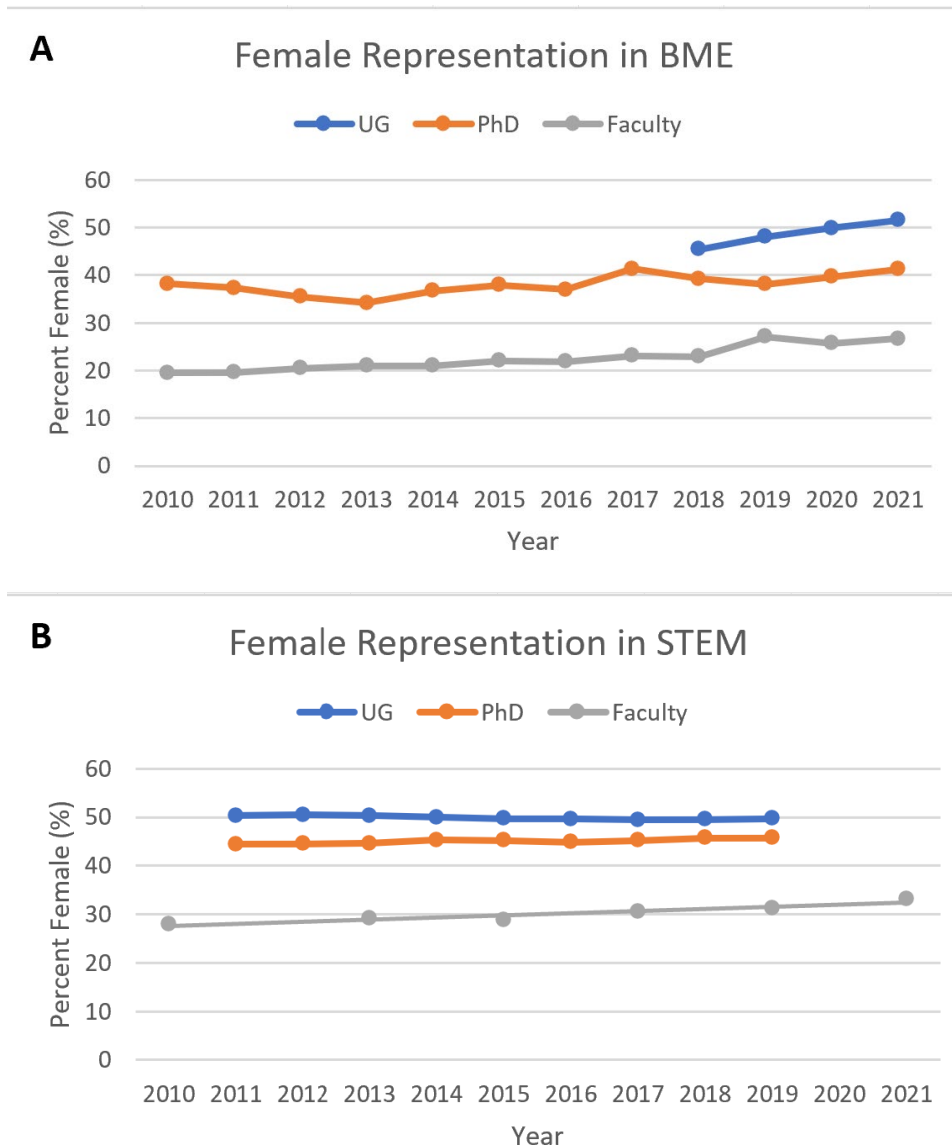 A
Female Representation in BME
UG PhD Faculty
Percent Female (%)
60
50
40
30
20
10
0
2010 2011 2012 2013 2014 2015 2016 2017 2018 2019 2020 2021
Year
B
Female Representation in STEM
UG PhD Faculty
Percent Female (%)
60
50
40
30
20
10
0
2010 2011 2012 2013 2014 2015 2016 2017 2018 2019 2020 2021
Year